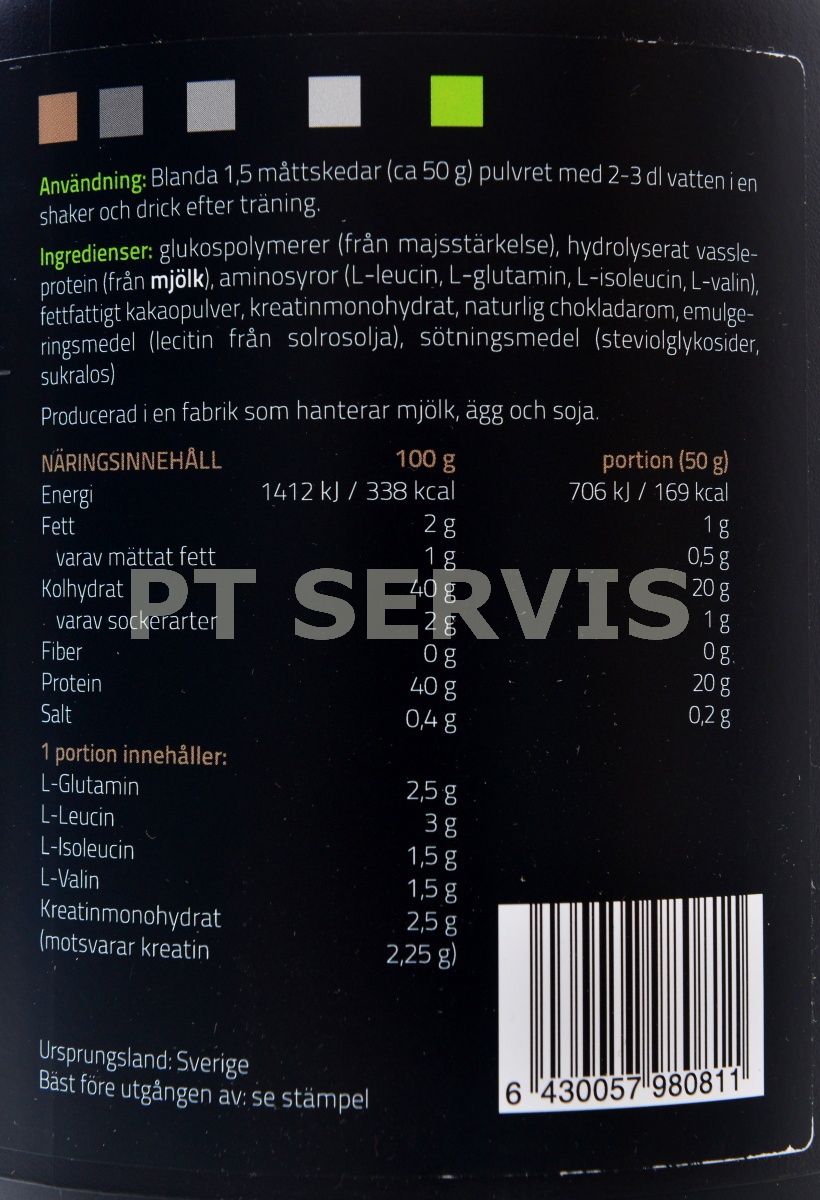 Användning: Blanda 1,5 måttskedar (ca 50 g) pulvret med 2-3 dl vatten i en
shaker och drick efter träning.
Ingredienser: glukospolymerer (från majsstärkelse), hydrolyserat vassle-
protein (från mjölk), aminosyror (L-leucin, L-glutamin, L-isoleucin, L-valin),
fettfattigt kakaopulver, kreatinmonohydrat, naturlig chokladarom, emulge-
ringsmedel (lecitin från solrosolja), sötningsmedel (steviolglykosider,
sukralos)
Producerad i en fabrik som hanterar mjölk, ägg och soja.
NÄRINGSINNEHÅLL 100 g portion (50 g)
Energi 1412 kJ / 338 kcal 706 kJ / 169 kcal
Fett 2 g 1 g
varav mättat fett 1 g 0,5 g
Kolhydrat 40 g 20 g
PT SERVIS
varav sockerarter 2 g 1 g
Fiber 0 g 0 g
Protein 40 g 20 g
Salt 0,4 g 0,2 g
1 portion innehåller:
L-Glutamin 2,5 g
L-Leucin 3 g
L-Isoleucin 1,5 g
L-Valin 1,5 g
Kreatinmonohydrat 2,5 g
(motsvarar kreatin 2,25 g)
Ursprungsland: Sverige
Bäst före utgången av: se stämpel
6 430057 980811